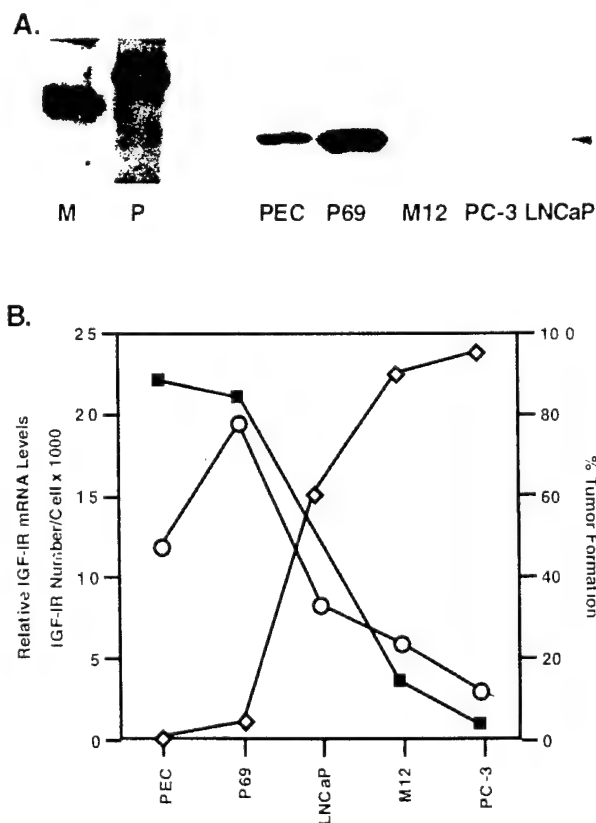 A.
M P PEC P69 M12 PC-3 LNCaP
B.
Relative IGF-IR mRNA Levels
IGF-IR Number/Cell x 1000
25
20
15
10
5
0
100
80
60
40
20
0
% Tumor Formation
PEC
P69
LNCaP
M12
PC-3